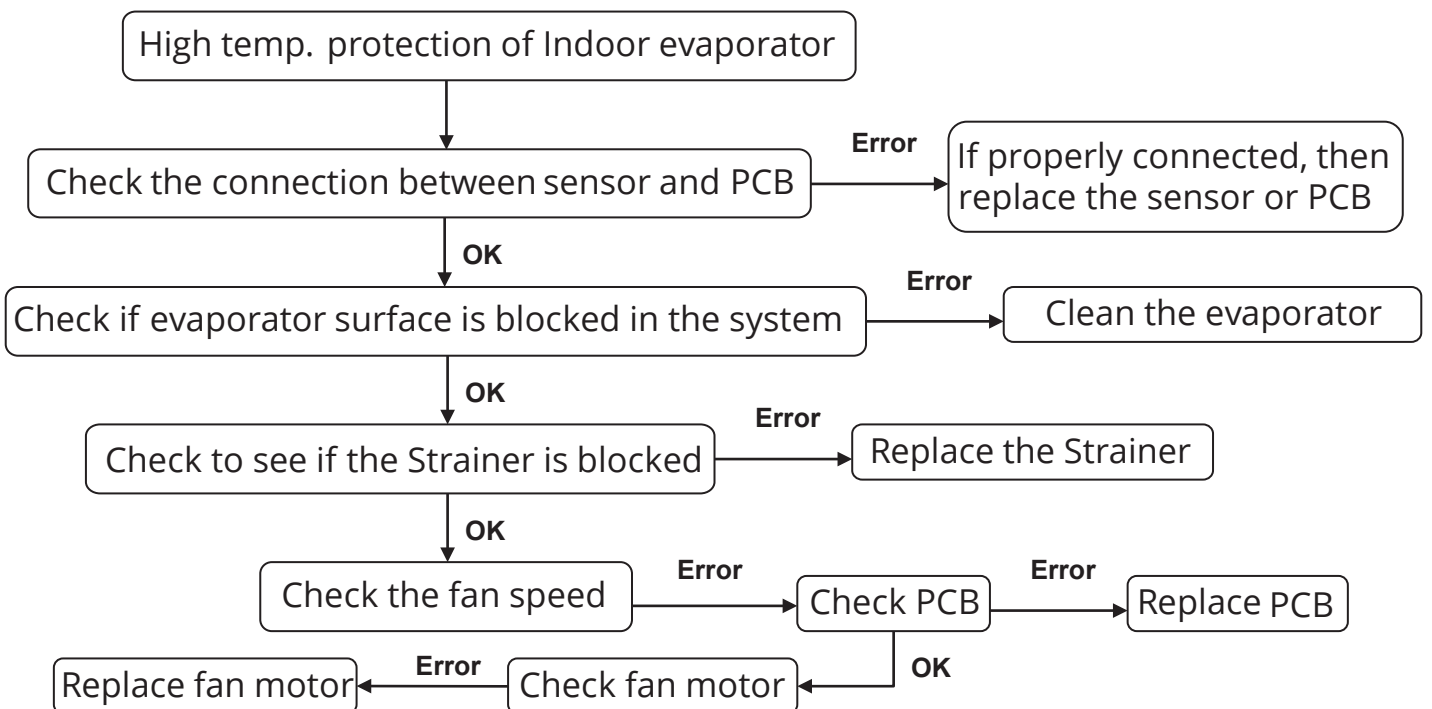 High temp. protection of Indoor evaporator
Error
Check the connection between sensor and PCB
If properly connected, then
replace the sensor or PCB
OK
Error
Check if evaporator surface is blocked in the system
Clean the evaporator
OK
Error
Check to see if the Strainer is blocked
Replace the Strainer
OK
Error
Error
Check the fan speed
Check PCB
Replace PCB
OK
Error
Replace fan motor
Check fan motor